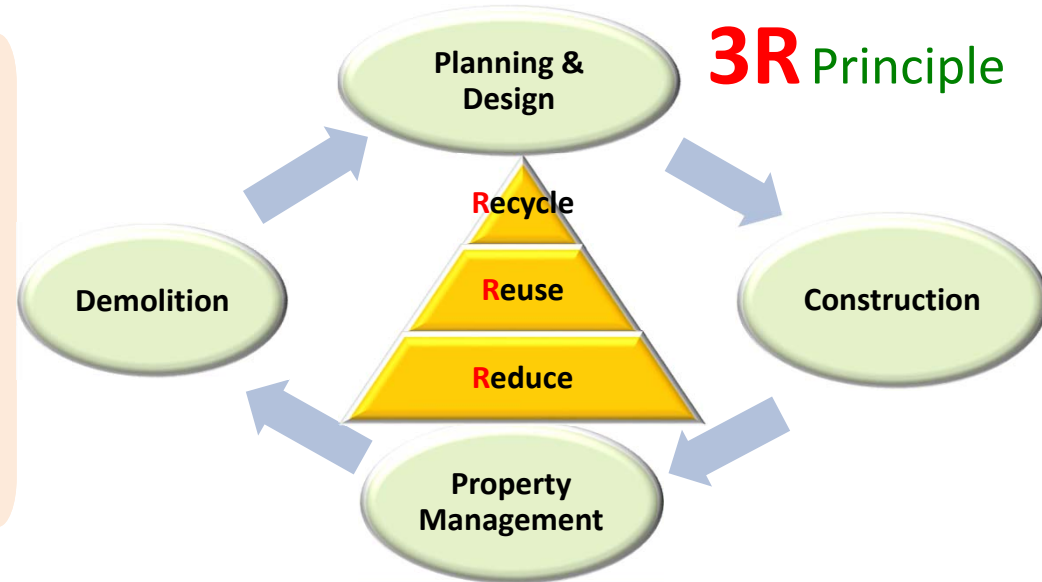 3R Principle
Planning &
Design
Recycle
Reuse
Reduce
Demolition
Construction
Property
Management